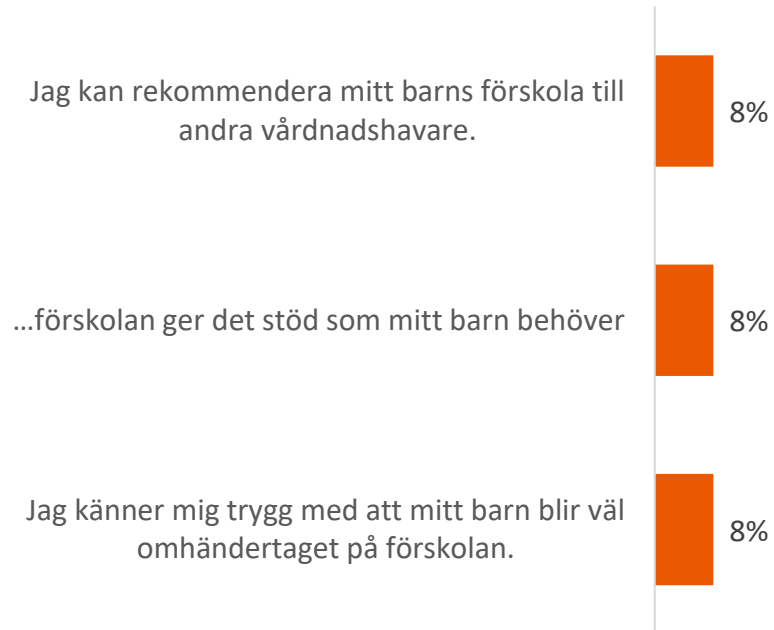 Jag kan rekommendera mitt barns förskola till
andra vårdnadshavare.
8%
...förskolan ger det stöd som mitt barn behöver
8%
Jag känner mig trygg med att mitt barn blir väl
omhändertaget på förskolan.
8%